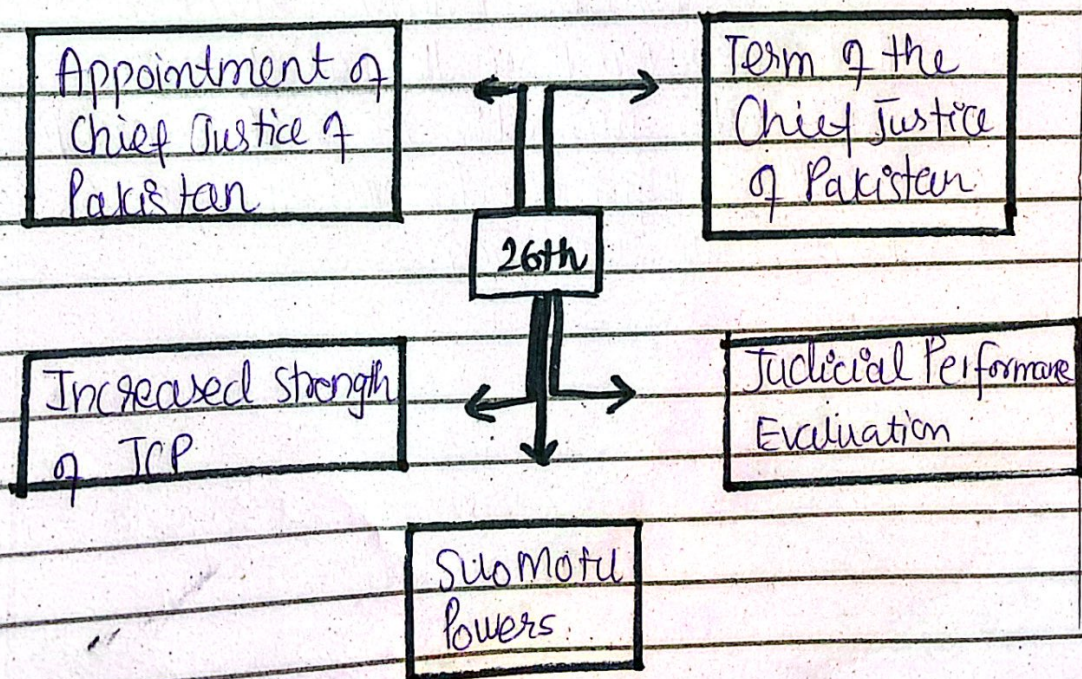 Appointment of
Chief Justice of
Pakistan
Term of the
Chief Justice
of Pakistan
26th
Increased strength
of JCP
Judicial Performane
Evaluation
SuoMotu
Powers.